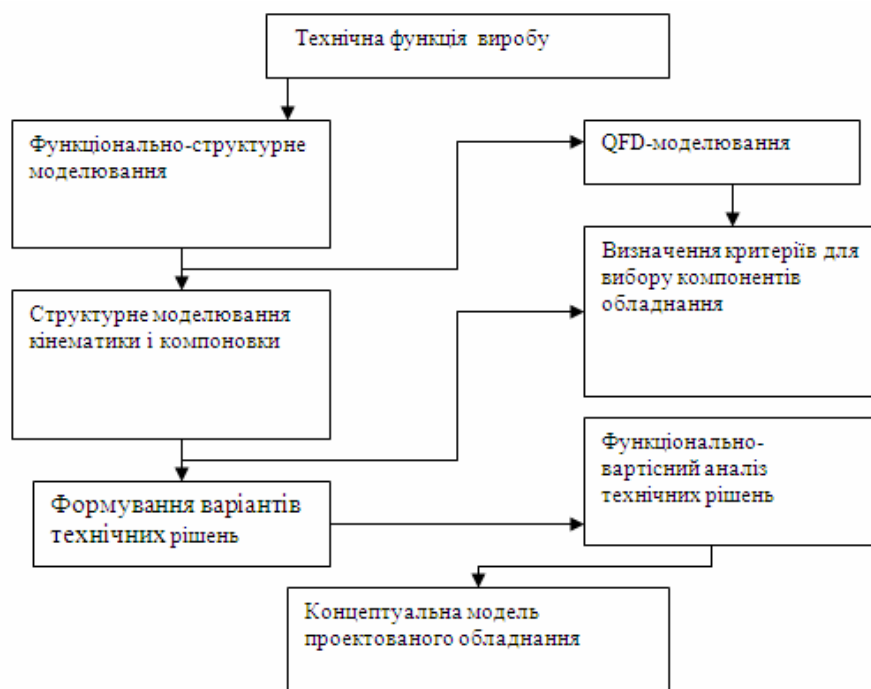 Технічна функція виробу
Функціонально-структурне
моделювання
QFD-моделювання
Визначення критеріїв для
вибору компонентів
обладнання
Структурне моделювання
кінематики і компоновки
Функціонально-
вартісний аналіз
технічних рішень
Формування варіантів
технічних рішень
Концептуальна модель
проектованого обладнання